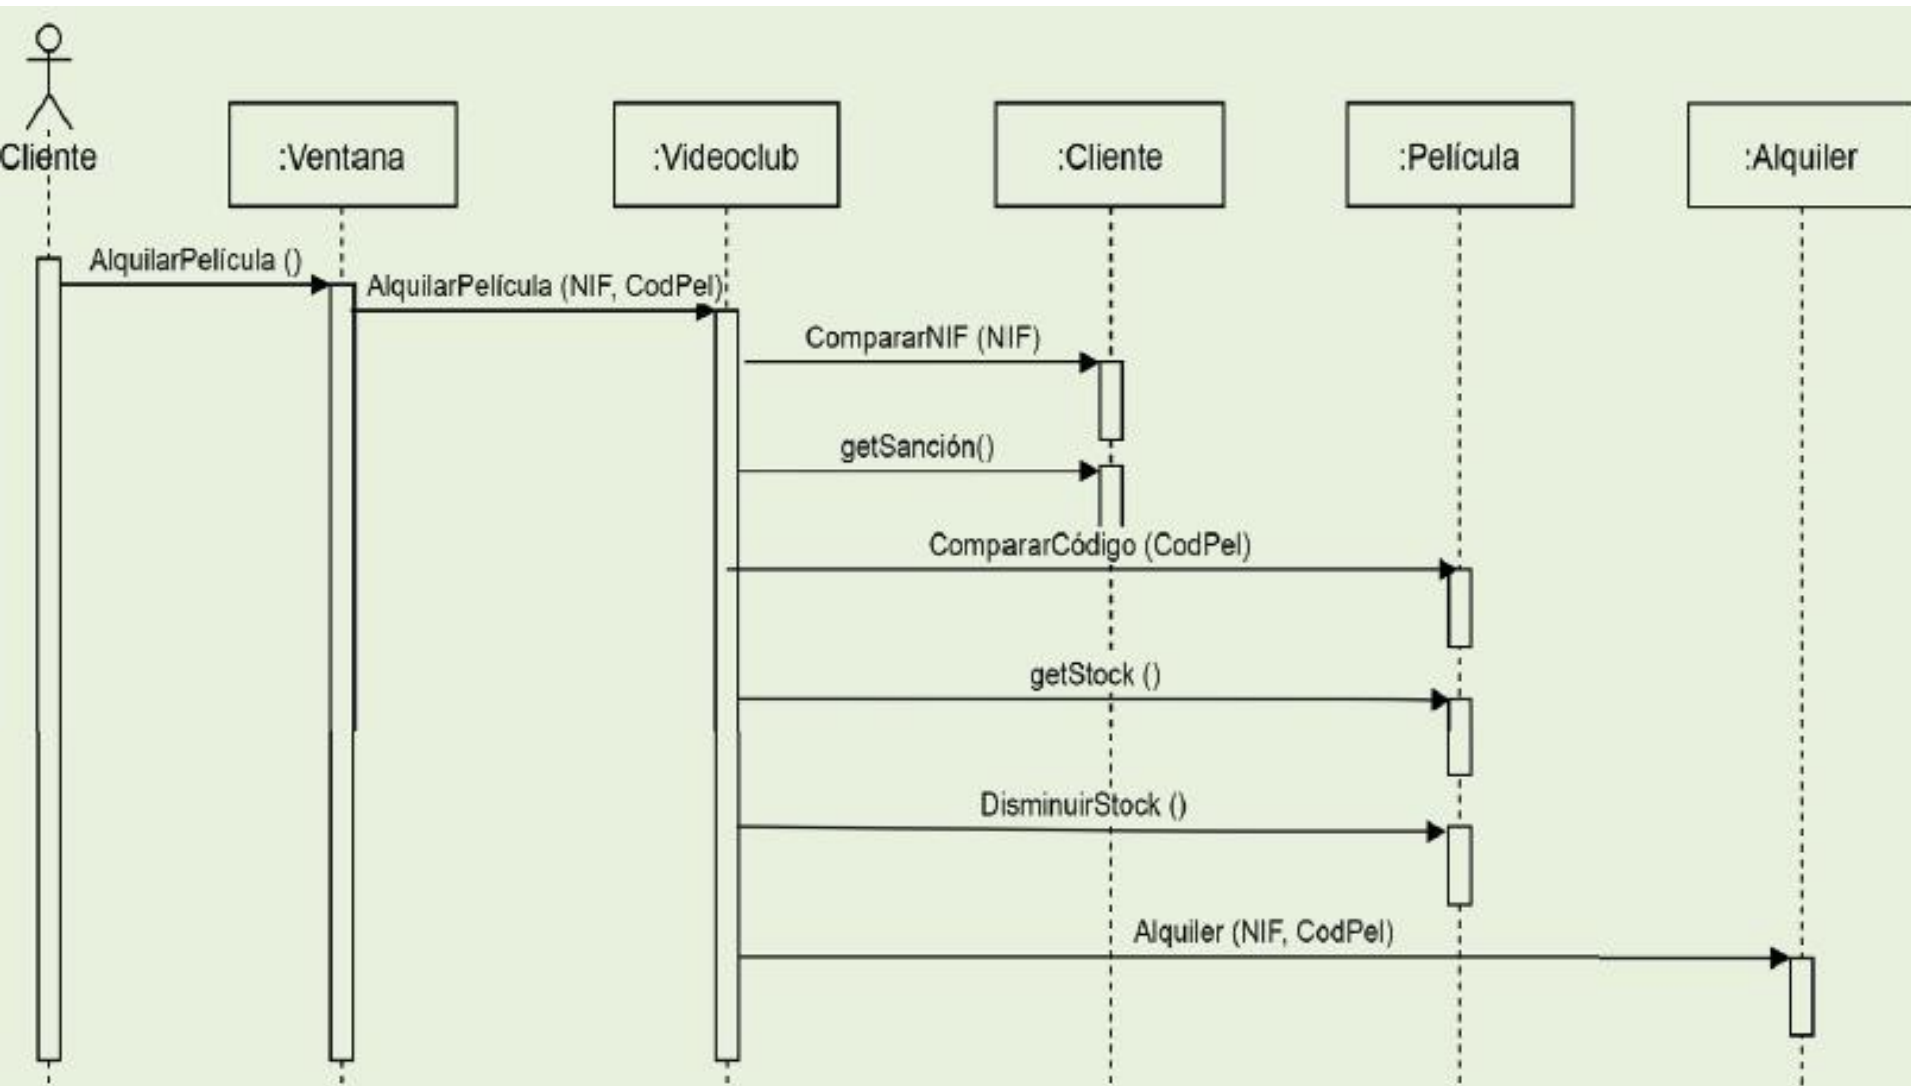 Cliente
:Ventana
:Videoclub
:Cliente
:Película
:Alquiler
AlquilarPelícula ()
AlquilarPelícula (NIF, CodPel)
CompararNIF (NIF)
getSanción()
CompararCódigo (CodPel)
getStock ()
DisminuirStock ()
Alquiler (NIF, CodPel)